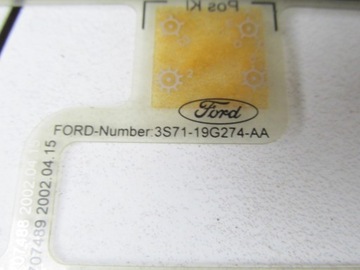 Pos Kl
Ford
FORD-Number:3S71-19G274-AA
707489 2002.04.15